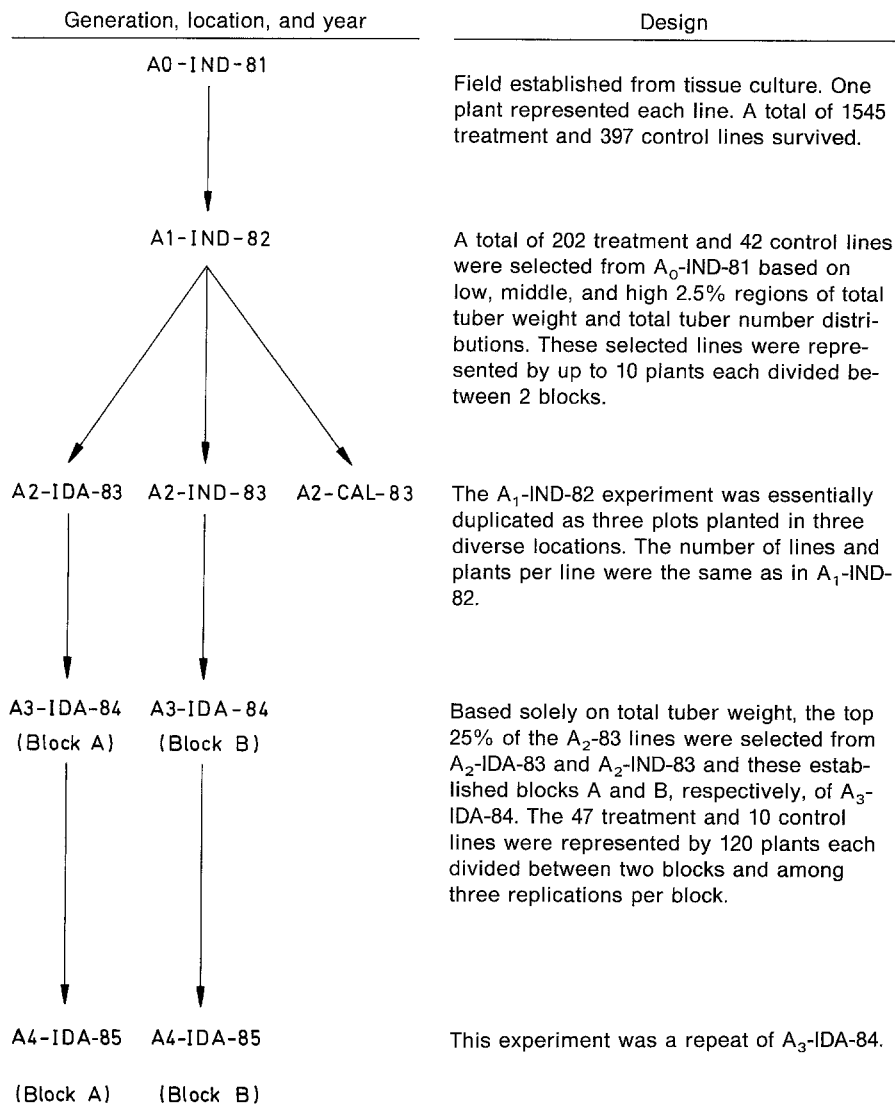 Generation, location, and year
Design
A0-IND-81
Field established from tissue culture. One
plant represented each line. A total of 1545
treatment and 397 control lines survived.
A1-IND-82
A total of 202 treatment and 42 control lines
were selected from A₀-IND-81 based on
low, middle, and high 2.5% regions of total
tuber weight and total tuber number distri-
butions. These selected lines were repre-
sented by up to 10 plants each divided be-
tween 2 blocks.
A2-IDA-83 A2-IND-83 A2-CAL-83
The A₁-IND-82 experiment was essentially
duplicated as three plots planted in three
diverse locations. The number of lines and
plants per line were the same as in A₁-IND-
82.
A3-IDA-84 A3-IDA-84
(Block A) (Block B)
Based solely on total tuber weight, the top
25% of the A₂-83 lines were selected from
A₂-IDA-83 and A₂-IND-83 and these estab-
lished blocks A and B, respectively, of A₃-
IDA-84. The 47 treatment and 10 control
lines were represented by 120 plants each
divided between two blocks and among
three replications per block.
A4-IDA-85 A4-IDA-85
(Block A) (Block B)
This experiment was a repeat of A₃-IDA-84.